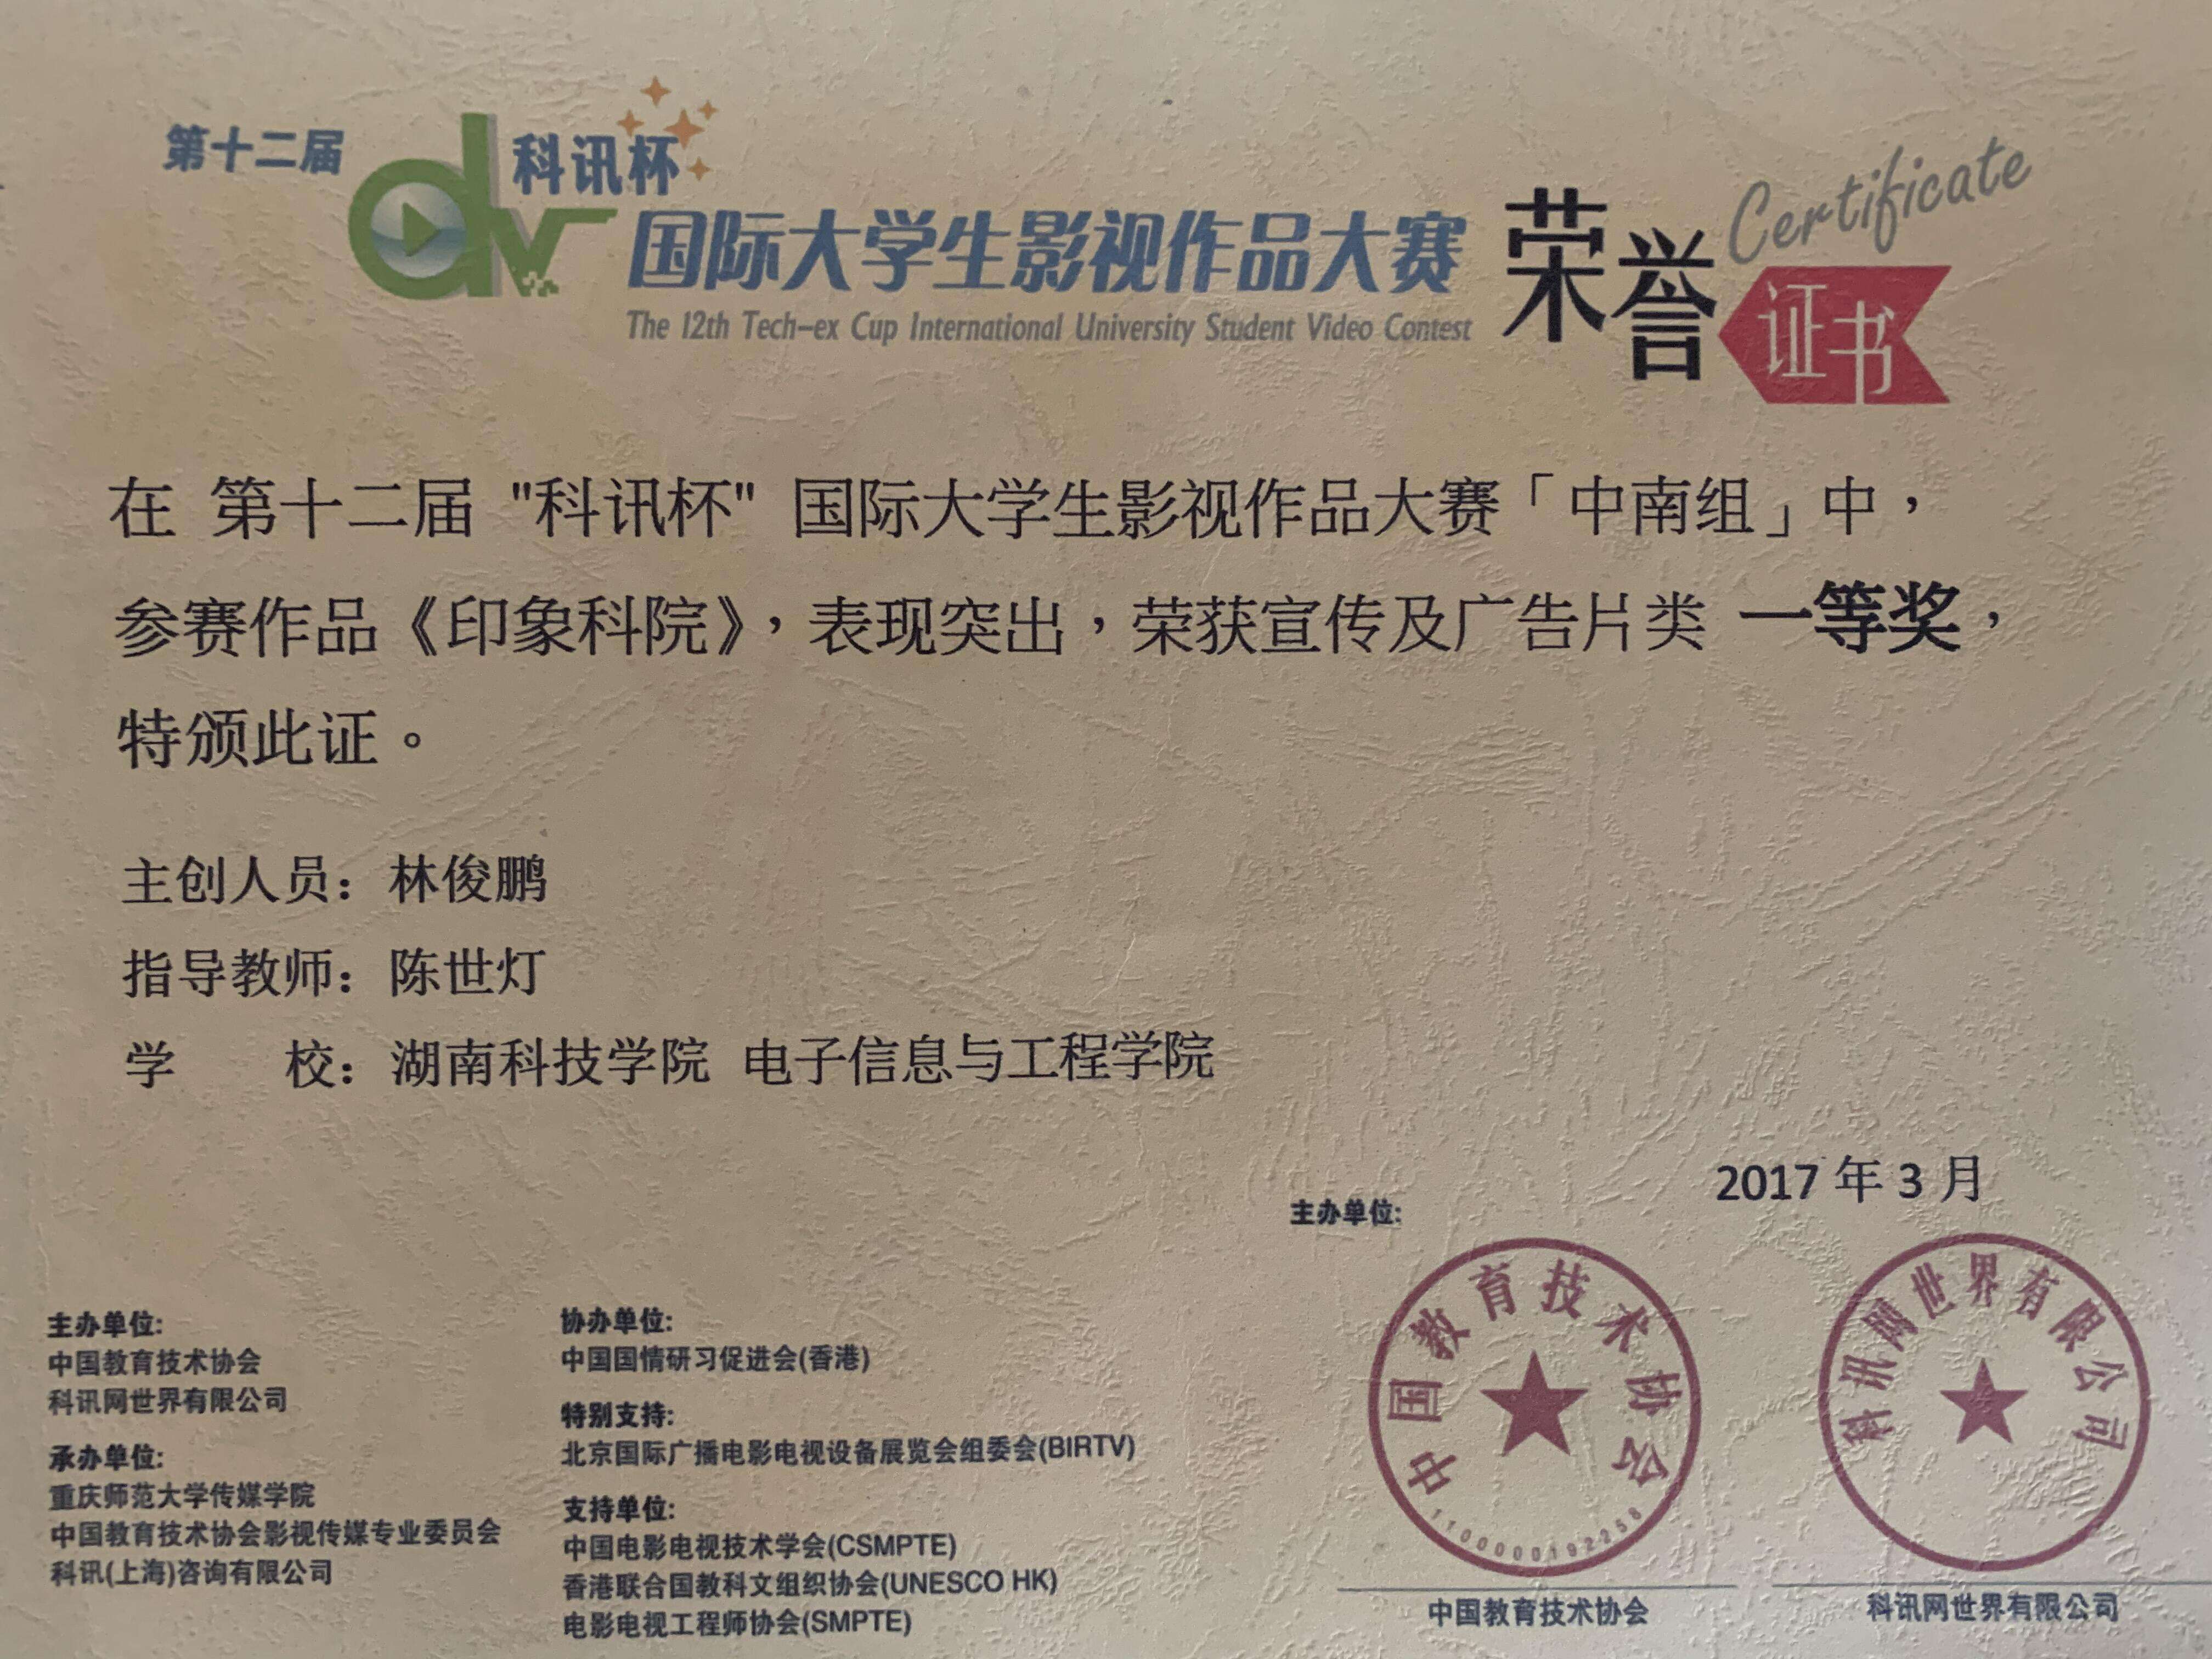 第十二届
dv
科讯杯
国际大学生影视作品大赛
The 12th Tech-ex Cup International University Student Video Contest
荣誉
Certificate
证书
在 第十二届 "科讯杯" 国际大学生影视作品大赛「中南组」中，
参赛作品《印象科院》，表现突出，荣获宣传及广告片类 一等奖，
特颁此证。
主创人员：林俊鹏
指导教师：陈世灯
学 校：湖南科技学院 电子信息与工程学院
2017 年 3 月
主办单位:
中国教育技术协会
1100000192256
科讯网世界有限公司
中国教育技术协会
科讯网世界有限公司
主办单位:
中国教育技术协会
科讯网世界有限公司
承办单位:
重庆师范大学传媒学院
中国教育技术协会影视传媒专业委员会
科讯(上海)咨询有限公司
协办单位:
中国国情研习促进会(香港)
特别支持:
北京国际广播电影电视设备展览会组委会(BIRTV)
支持单位:
中国电影电视技术学会(CSMPTE)
香港联合国教科文组织协会(UNESCO HK)
电影电视工程师协会(SMPTE)